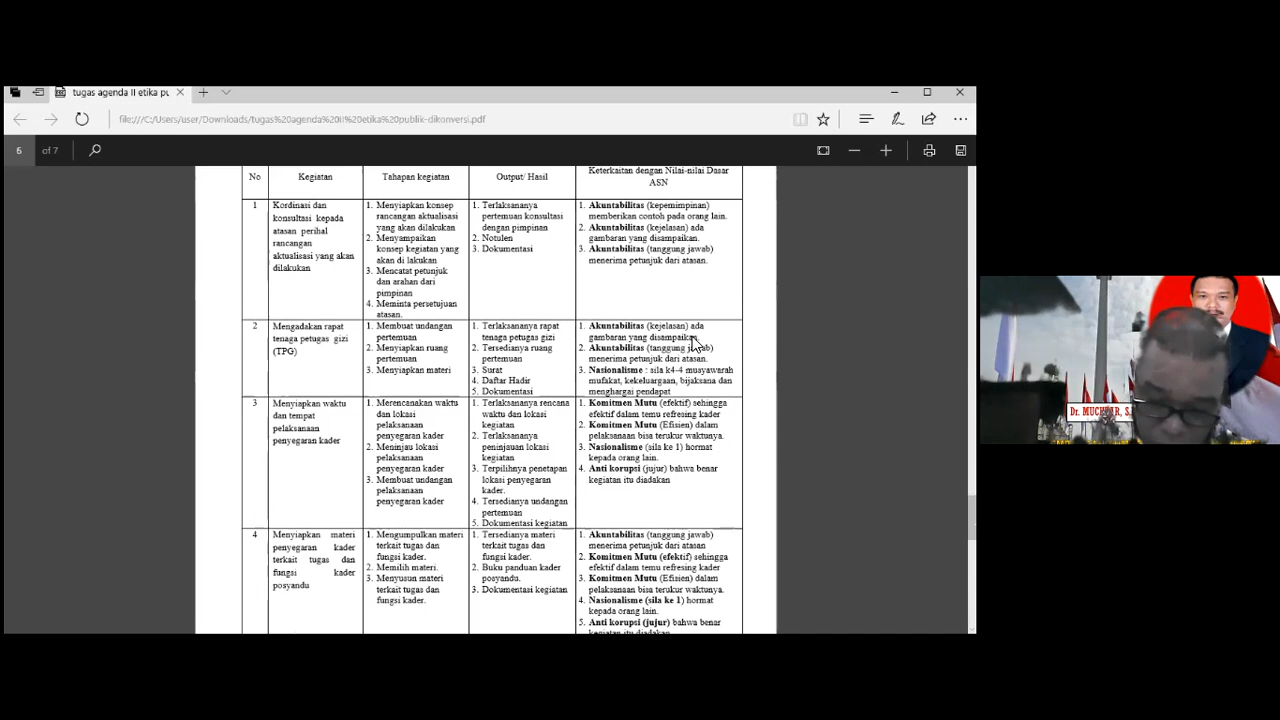 tugas agenda II etika pu
file:///C:/Users/user/Downloads/tugas%20agenda%20II%20etika%20publik-dikonversi.pdf
6 of 7
No
Kegiatan
Tahapan kegiatan
Output/ Hasil
Keterkaitan dengan Nilai-nilai Dasar
ASN
1
Kordinasi dan
konsultasi kepada
atasan perihal
rancangan
aktualisasi yang akan
dilakukan
1. Menyiapkan konsep
rancangan aktualisasi
yang akan dilakukan
2. Menyampaikan
konsep kegiatan yang
akan di lakukan
3. Mencatat petunjuk
dan arahan dari
pimpinan
4. Meminta persetujuan
atasan.
1. Terlaksananya
pertemuan konsultasi
dengan pimpinan
2. Notulen
3. Dokumentasi
1. Akuntabilitas (kepemimpinan)
memberikan contoh pada orang lain.
2. Akuntabilitas (kejelasan) ada
gambaran yang disampaikan.
3. Akuntabilitas (tanggung jawab)
menerima petunjuk dari atasan.
2
Mengadakan rapat
tenaga petugas gizi
(TPG)
1. Membuat undangan
pertemuan
2. Menyiapkan ruang
pertemuan
3. Menyiapkan materi
1. Terlaksananya rapat
tenaga petugas gizi
2. Tersedianya ruang
pertemuan
3. Surat
4. Daftar Hadir
5. Dokumentasi
1. Akuntabilitas (kejelasan) ada
gambaran yang disampaikan
2. Akuntabilitas (tanggung jawab)
menerima petunjuk dari atasan.
3. Nasionalisme : sila k4-4 musyawarah
mufakat, kekeluargaan, bijaksana dan
menghargai pendapat
3
Menyiapkan waktu
dan tempat
pelaksanaan
penyegaran kader
1. Merencanakan waktu
dan lokasi
pelaksanaan
penyegaran kader
2. Meninjau lokasi
pelaksanaan
penyegaran kader
3. Membuat undangan
pelaksanaan
penyegaran kader
1. Terlaksananya rencana
waktu dan lokasi
kegiatan
2. Terlaksananya
peninjauan lokasi
kegiatan
3. Terpilihnya penetapan
lokasi penyegaran
kader.
4. Tersedianya undangan
pertemuan
5. Dokumentasi kegiatan
1. Komitmen Mutu (efektif) sehingga
efektif dalam temu refresing kader
2. Komitmen Mutu (Efisien) dalam
pelaksanaan bisa terukur waktunya.
3. Nasionalisme (sila ke 1) hormat
kepada orang lain.
4. Anti korupsi (jujur) bahwa benar
kegiatan itu diadakan
4
Menyiapkan materi
penyegaran kader
terkait tugas dan
fungsi kader
posyandu
1. Mengumpulkan materi
terkait tugas dan
fungsi kader.
2. Memilih materi.
3. Menyusun materi
terkait tugas dan
fungsi kader.
1. Tersedianya materi
terkait tugas dan
fungsi kader.
2. Buku panduan kader
posyandu.
3. Dokumentasi kegiatan
1. Akuntabilitas (tanggung jawab)
menerima petunjuk dari atasan
2. Komitmen Mutu (efektif) sehingga
efektif dalam temu refresing kader
3. Komitmen Mutu (Efisien) dalam
pelaksanaan bisa terukur waktunya.
4. Nasionalisme (sila ke 1) hormat
kepada orang lain.
5. Anti korupsi (jujur) bahwa benar
kegiatan itu diadakan
Dr.